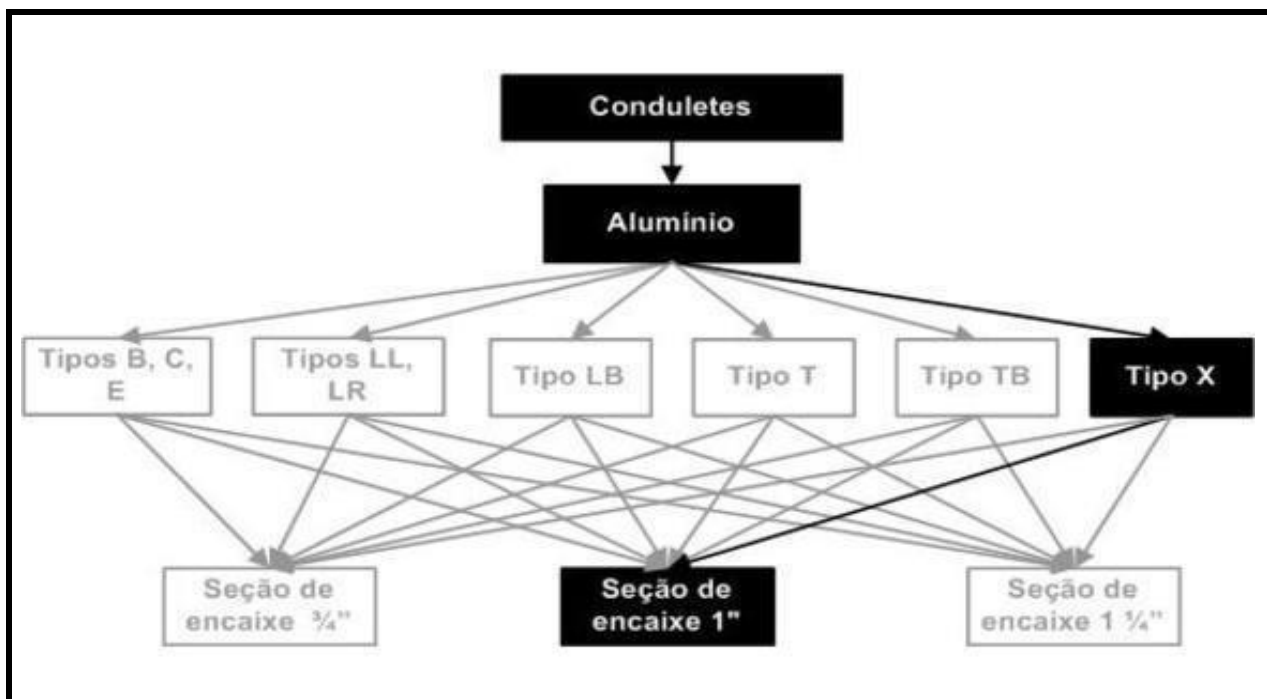 Conduletes
Alumínio
Tipos B, C,
E
Tipos LL,
LR
Tipo LB
Tipo T
Tipo TB
Tipo X
Seção de
encaixe ¾"
Seção de
encaixe 1"
Seção de
encaixe 1 ¼"